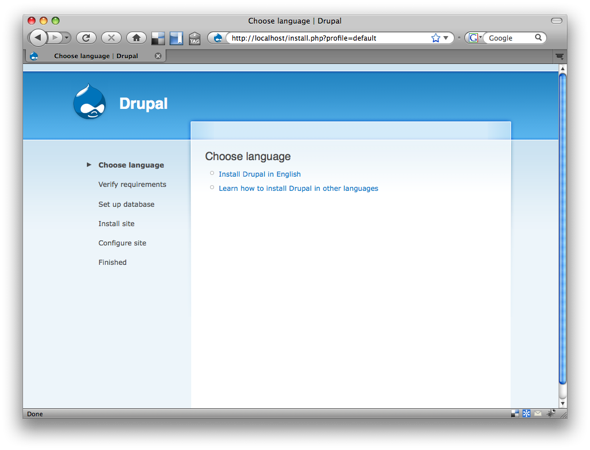 Choose language | Drupal
http://localhost/install.php?profile=default
Google
Choose language | Drupal
Drupal
Choose language
Verify requirements
Set up database
Install site
Configure site
Finished
Choose language
Install Drupal in English
Learn how to install Drupal in other languages
Done